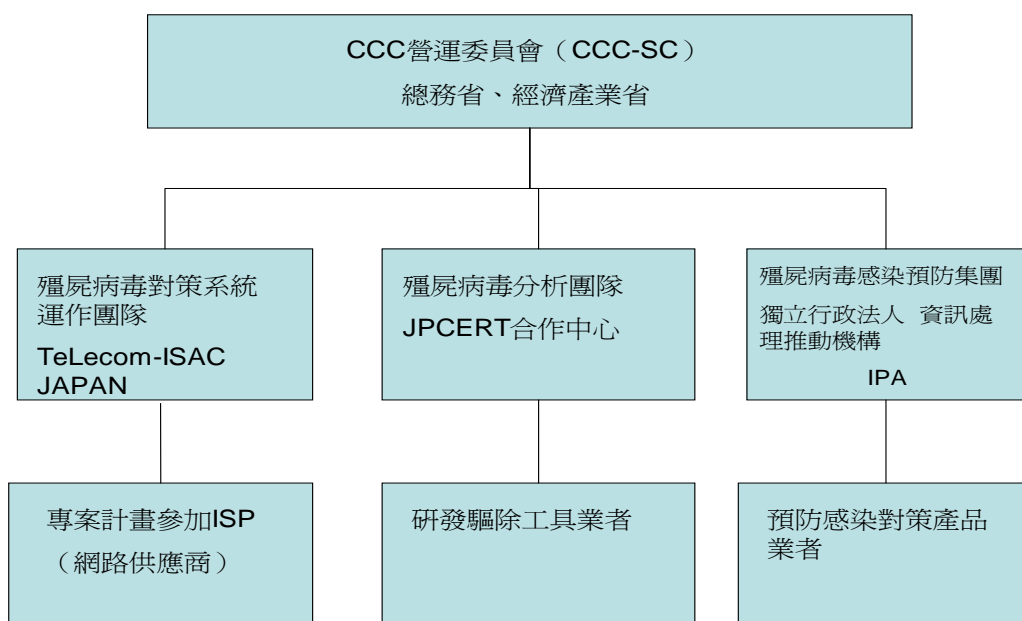 CCC營運委員會（CCC-SC）
總務省、經濟產業省
殭屍病毒對策系統
運作團隊
TeLecom-ISAC
JAPAN
殭屍病毒分析團隊
JPCERT合作中心
殭屍病毒感染預防集團
獨立行政法人 資訊處
理推動機構
IPA
專案計畫參加ISP
（網路供應商）
研發驅除工具業者
預防感染對策產品
業者